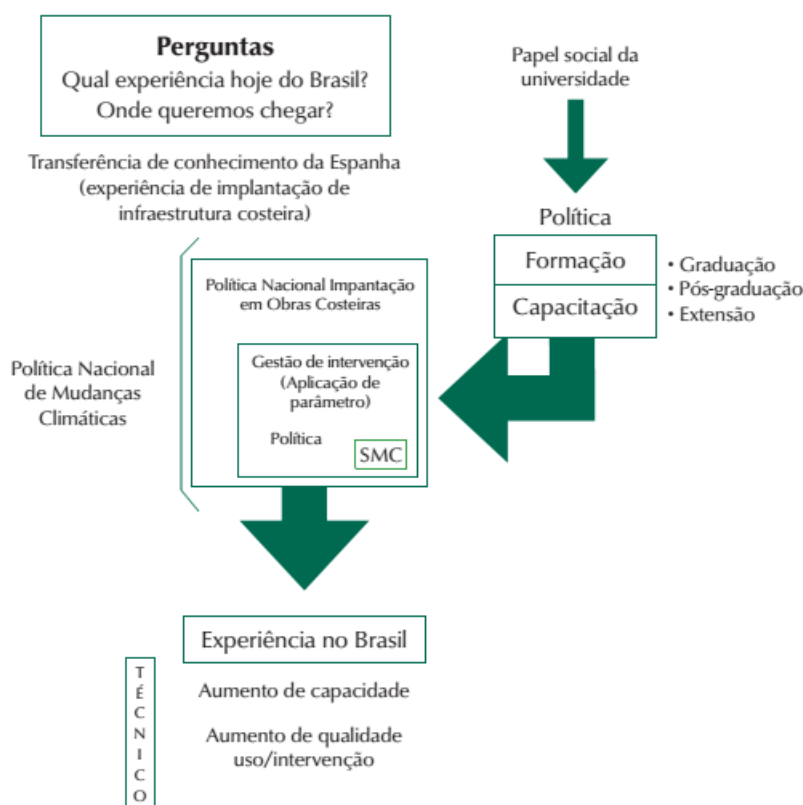 Perguntas
Qual experiência hoje do Brasil?
Onde queremos chegar?
Transferência de conhecimento da Espanha
(experiência de implantação de
infraestrutura costeira)
Papel social da
universidade
Política
Formação
Capacitação
• Graduação
• Pós-graduação
• Extensão
Política Nacional
de Mudanças
Climáticas
Política Nacional Impantação
em Obras Costeiras
Gestão de intervenção
(Aplicação de
parâmetro)
Política
SMC
Experiência no Brasil
Aumento de capacidade
Aumento de qualidade
uso/intervenção
TÉCNICO